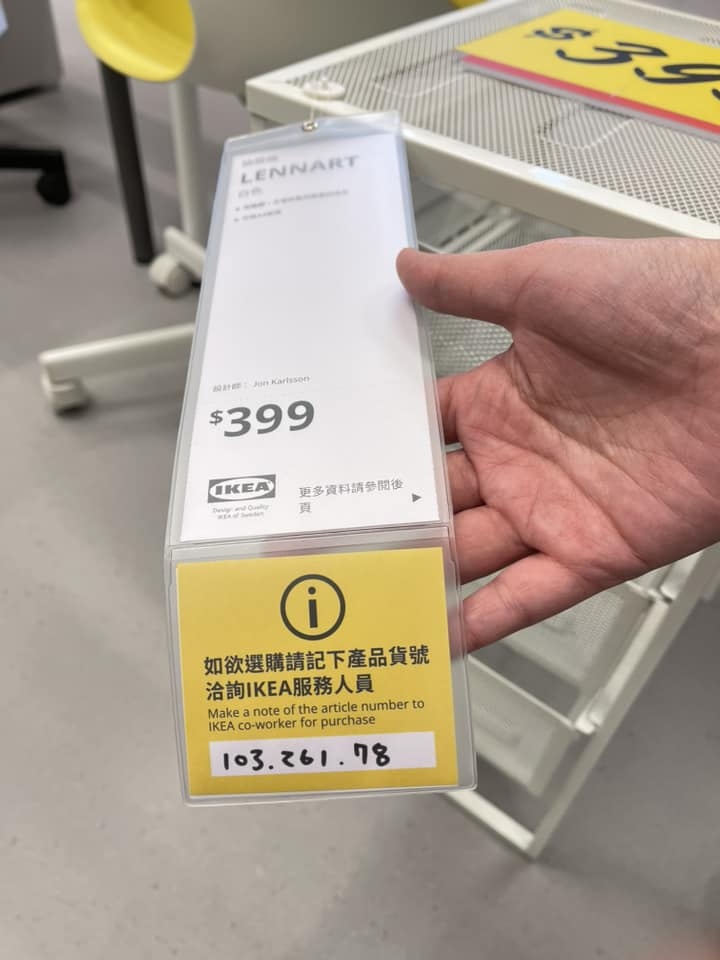 $39
LENNART
白色
設計師： Jon Karlsson
$399
IKEA
Design and Quality
IKEA of Sweden
更多資料請參閱後
頁
i
如欲選購請記下產品貨號
洽詢IKEA服務人員
Make a note of the article number to
IKEA co-worker for purchase
103.261.78